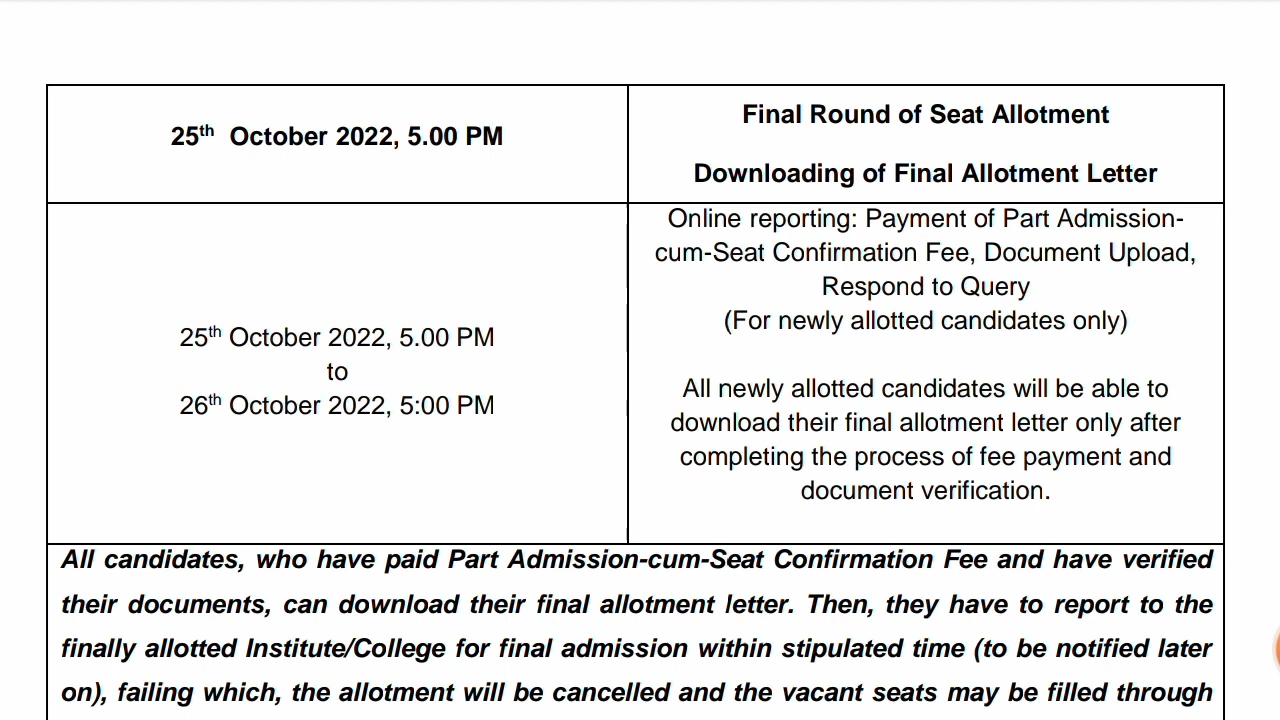 25th October 2022, 5.00 PM
Final Round of Seat Allotment
Downloading of Final Allotment Letter
25th October 2022, 5.00 PM
to
26th October 2022, 5:00 PM
Online reporting: Payment of Part Admission-
cum-Seat Confirmation Fee, Document Upload,
Respond to Query
(For newly allotted candidates only)
All newly allotted candidates will be able to
download their final allotment letter only after
completing the process of fee payment and
document verification.
All candidates, who have paid Part Admission-cum-Seat Confirmation Fee and have verified
their documents, can download their final allotment letter. Then, they have to report to the
finally allotted Institute/College for final admission within stipulated time (to be notified later
on), failing which, the allotment will be cancelled and the vacant seats may be filled through